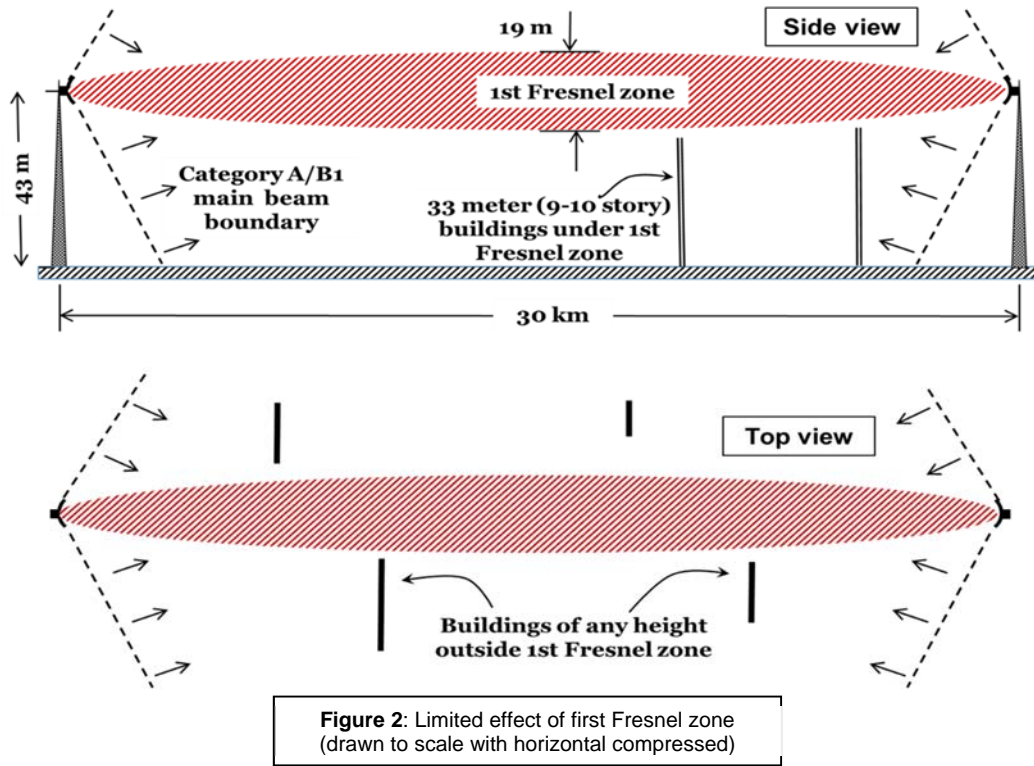 19 m
Side view
1st Fresnel zone
43 m
Category A/B1
main beam
boundary
33 meter (9-10 story)
buildings under 1st
Fresnel zone
30 km
Top view
Buildings of any height
outside 1st Fresnel zone
Figure 2: Limited effect of first Fresnel zone
(drawn to scale with horizontal compressed)